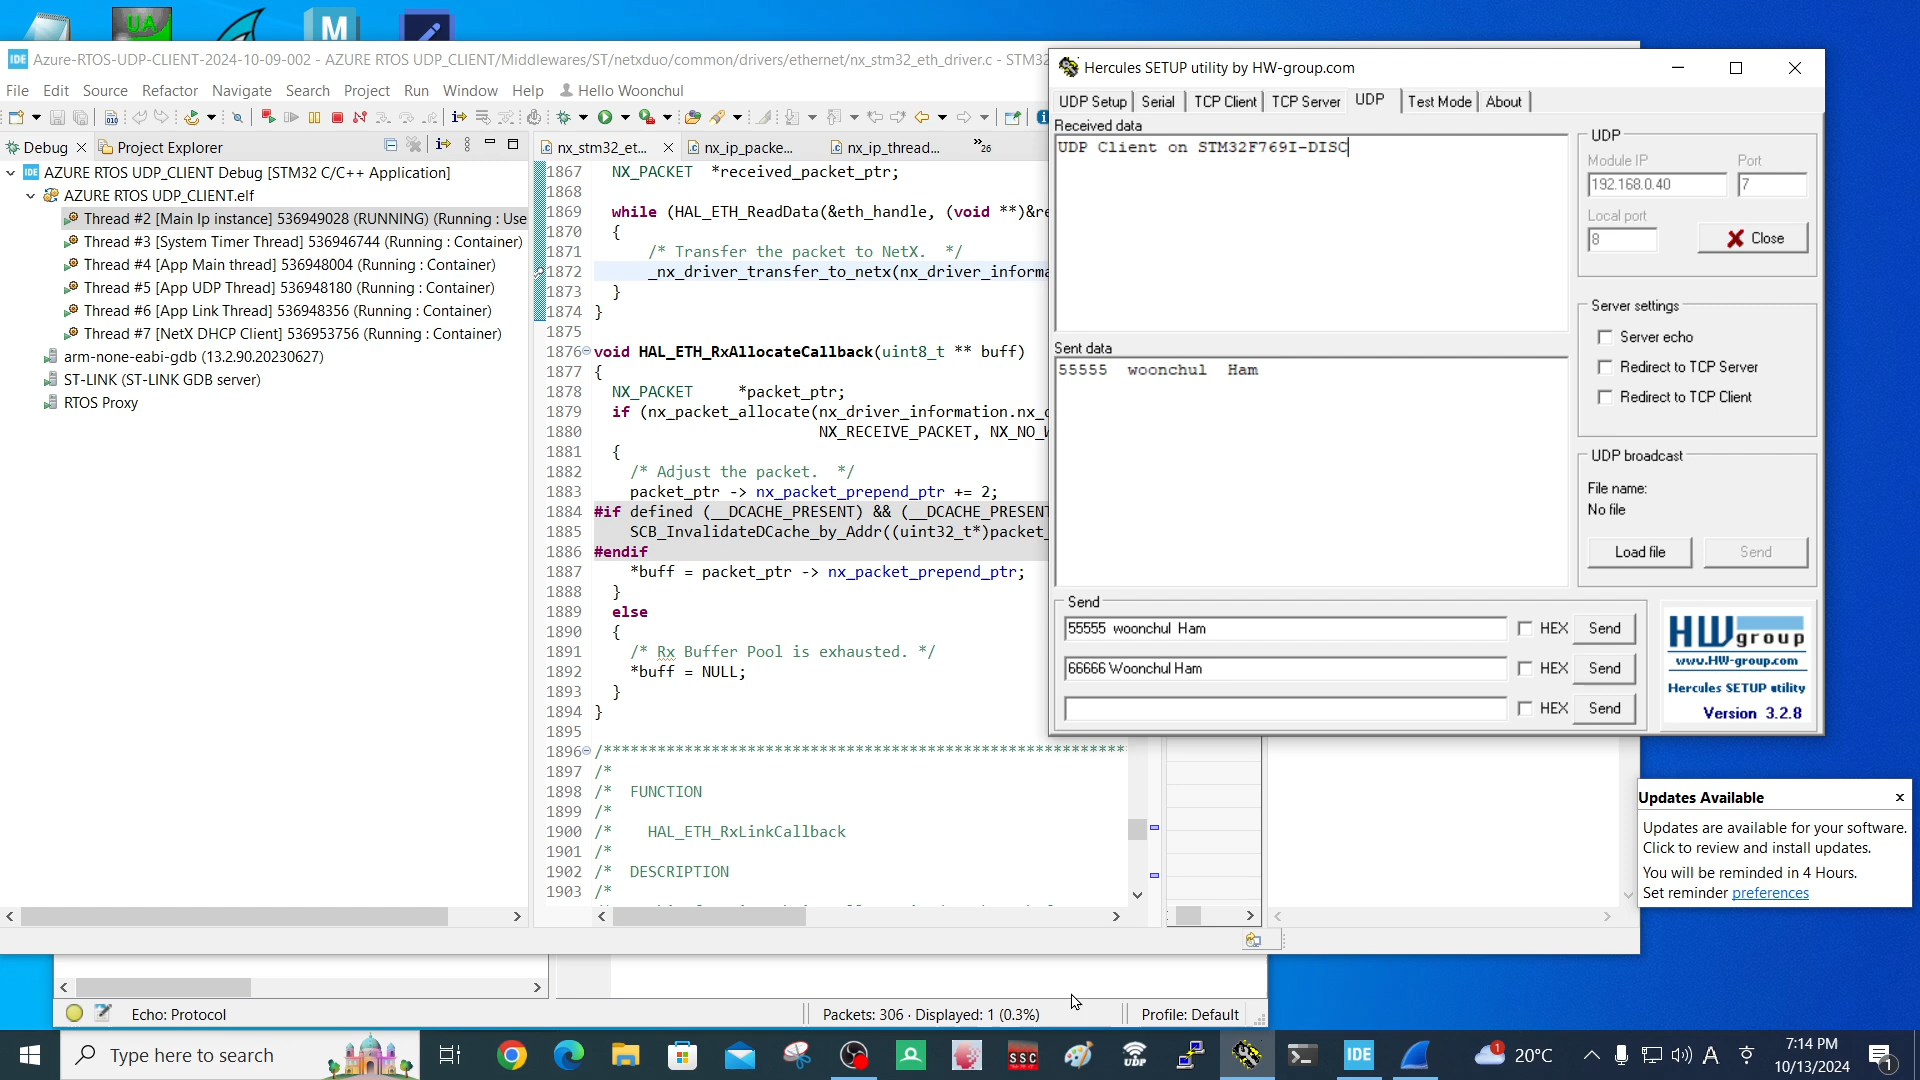 UA
M
IDE Azure-RTOS-UDP-CLIENT-2024-10-09-002 - AZURE RTOS UDP_CLIENT/Middlewares/ST/netxduo/common/drivers/ethernet/nx_stm32_eth_driver.c - STM32
File Edit Source Refactor Navigate Search Project Run Window Help Hello Woonchul
Debug Project Explorer
AZURE RTOS UDP_CLIENT Debug [STM32 C/C++ Application]
AZURE RTOS UDP_CLIENT.elf
Thread #2 [Main Ip instance] 536949028 (RUNNING) (Running : Use
Thread #3 [System Timer Thread] 536946744 (Running : Container)
Thread #4 [App Main thread] 536948004 (Running : Container)
Thread #5 [App UDP Thread] 536948180 (Running : Container)
Thread #6 [App Link Thread] 536948356 (Running : Container)
Thread #7 [NetX DHCP Client] 536953756 (Running : Container)
arm-none-eabi-gdb (13.2.90.20230627)
ST-LINK (ST-LINK GDB server)
RTOS Proxy
nx_stm32_et... nx_ip_packe... nx_ip_thread... »26
1867 NX_PACKET *received_packet_ptr;
1868
1869 while (HAL_ETH_ReadData(&eth_handle, (void **)&re
1870 {
1871 /* Transfer the packet to NetX. */
1872 _nx_driver_transfer_to_netx(nx_driver_informa
1873 }
1874 }
1875
1876 void HAL_ETH_RxAllocateCallback(uint8_t ** buff)
1877 {
1878 NX_PACKET *packet_ptr;
1879 if (nx_packet_allocate(nx_driver_information.nx_d
1880 NX_RECEIVE_PACKET, NX_NO_W
1881 {
1882 /* Adjust the packet. */
1883 packet_ptr -> nx_packet_prepend_ptr += 2;
1884 #if defined (__DCACHE_PRESENT) && (__DCACHE_PRESENT
1885 SCB_InvalidateDCache_by_Addr((uint32_t*)packet_
1886 #endif
1887 *buff = packet_ptr -> nx_packet_prepend_ptr;
1888 }
1889 else
1890 {
1891 /* Rx Buffer Pool is exhausted. */
1892 *buff = NULL;
1893 }
1894 }
1895
1896 /***********************************************************
1897 /*
1898 /* FUNCTION
1899 /*
1900 /* HAL_ETH_RxLinkCallback
1901 /*
1902 /* DESCRIPTION
1903 /*
Hercules SETUP utility by HW-group.com
UDP Setup Serial TCP Client TCP Server UDP Test Mode About
Received data
UDP Client on STM32F769I-DISC
Sent data
55555 woonchul Ham
UDP
Module IP Port
192.168.0.40 7
Local port
8 Close
Server settings
Server echo
Redirect to TCP Server
Redirect to TCP Client
UDP broadcast
File name:
No file
Load file Send
Send
55555 woonchul Ham HEX Send
66666 Woonchul Ham HEX Send
HEX Send
HW group
www.HW-group.com
Hercules SETUP utility
Version 3.2.8
Updates Available
Updates are available for your software.
Click to review and install updates.
You will be reminded in 4 Hours.
Set reminder preferences
Echo: Protocol Packets: 306 · Displayed: 1 (0.3%) Profile: Default
Type here to search SSC UDP IDE 1 20°C A 우 7:14 PM
10/13/2024 1